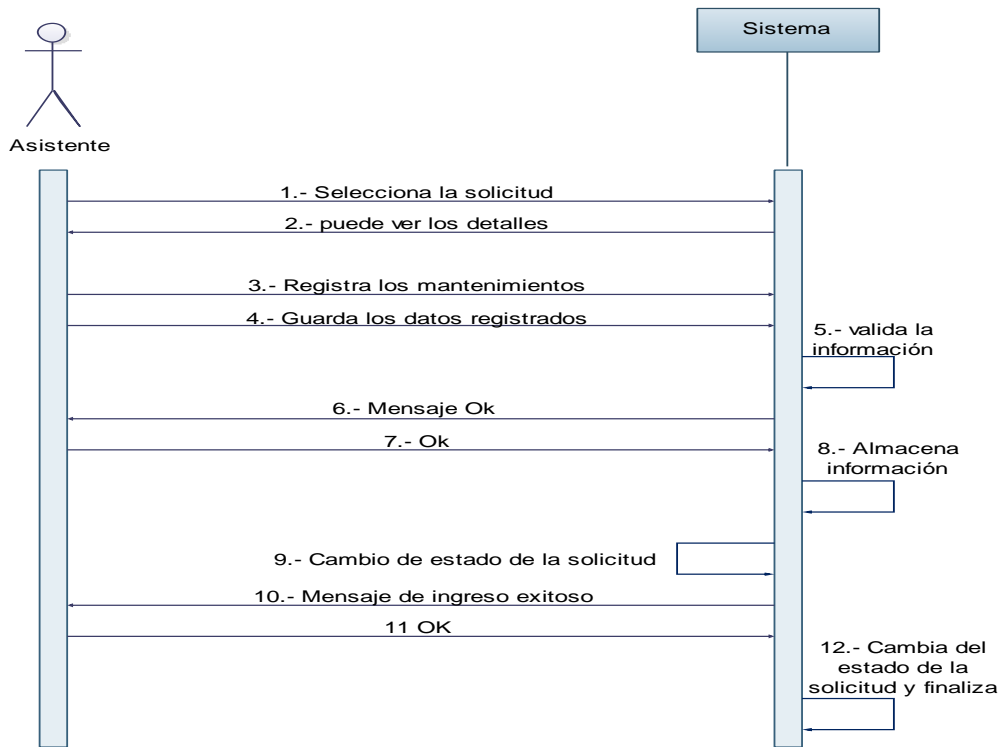 Sistema
Asistente
1.- Selecciona la solicitud
2.- puede ver los detalles
3.- Registra los mantenimientos
4.- Guarda los datos registrados
5.- valida la
información
6.- Mensaje Ok
7.- Ok
8.- Almacena
información
9.- Cambio de estado de la solicitud
10.- Mensaje de ingreso exitoso
11 OK
12.- Cambia del
estado de la
solicitud y finaliza